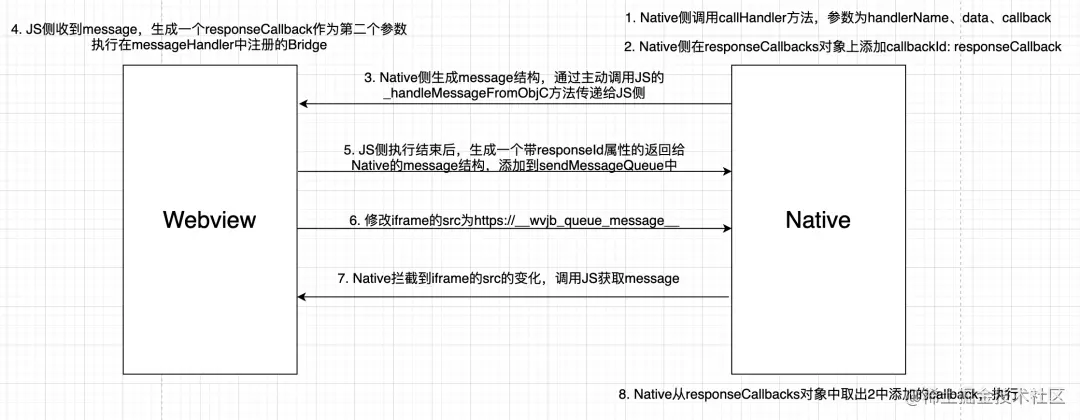 1. Native侧调用callHandler方法，参数为handlerName、data、callback
2. Native侧在responseCallbacks对象上添加callbackId: responseCallback
4. JS侧收到message，生成一个responseCallback作为第二个参数
执行在messageHandler中注册的Bridge
3. Native侧生成message结构，通过主动调用JS的
_handleMessageFromObjC方法传递给JS侧
5. JS侧执行结束后，生成一个带responseId属性的返回给
Native的message结构，添加到sendMessageQueue中
Webview
6. 修改iframe的src为https://__wvjb_queue_message__
Native
7. Native拦截到iframe的src的变化，调用JS获取message
8. Native从responseCallbacks对象中取出2中添加的callback，执行
@稀土掘金技术社区